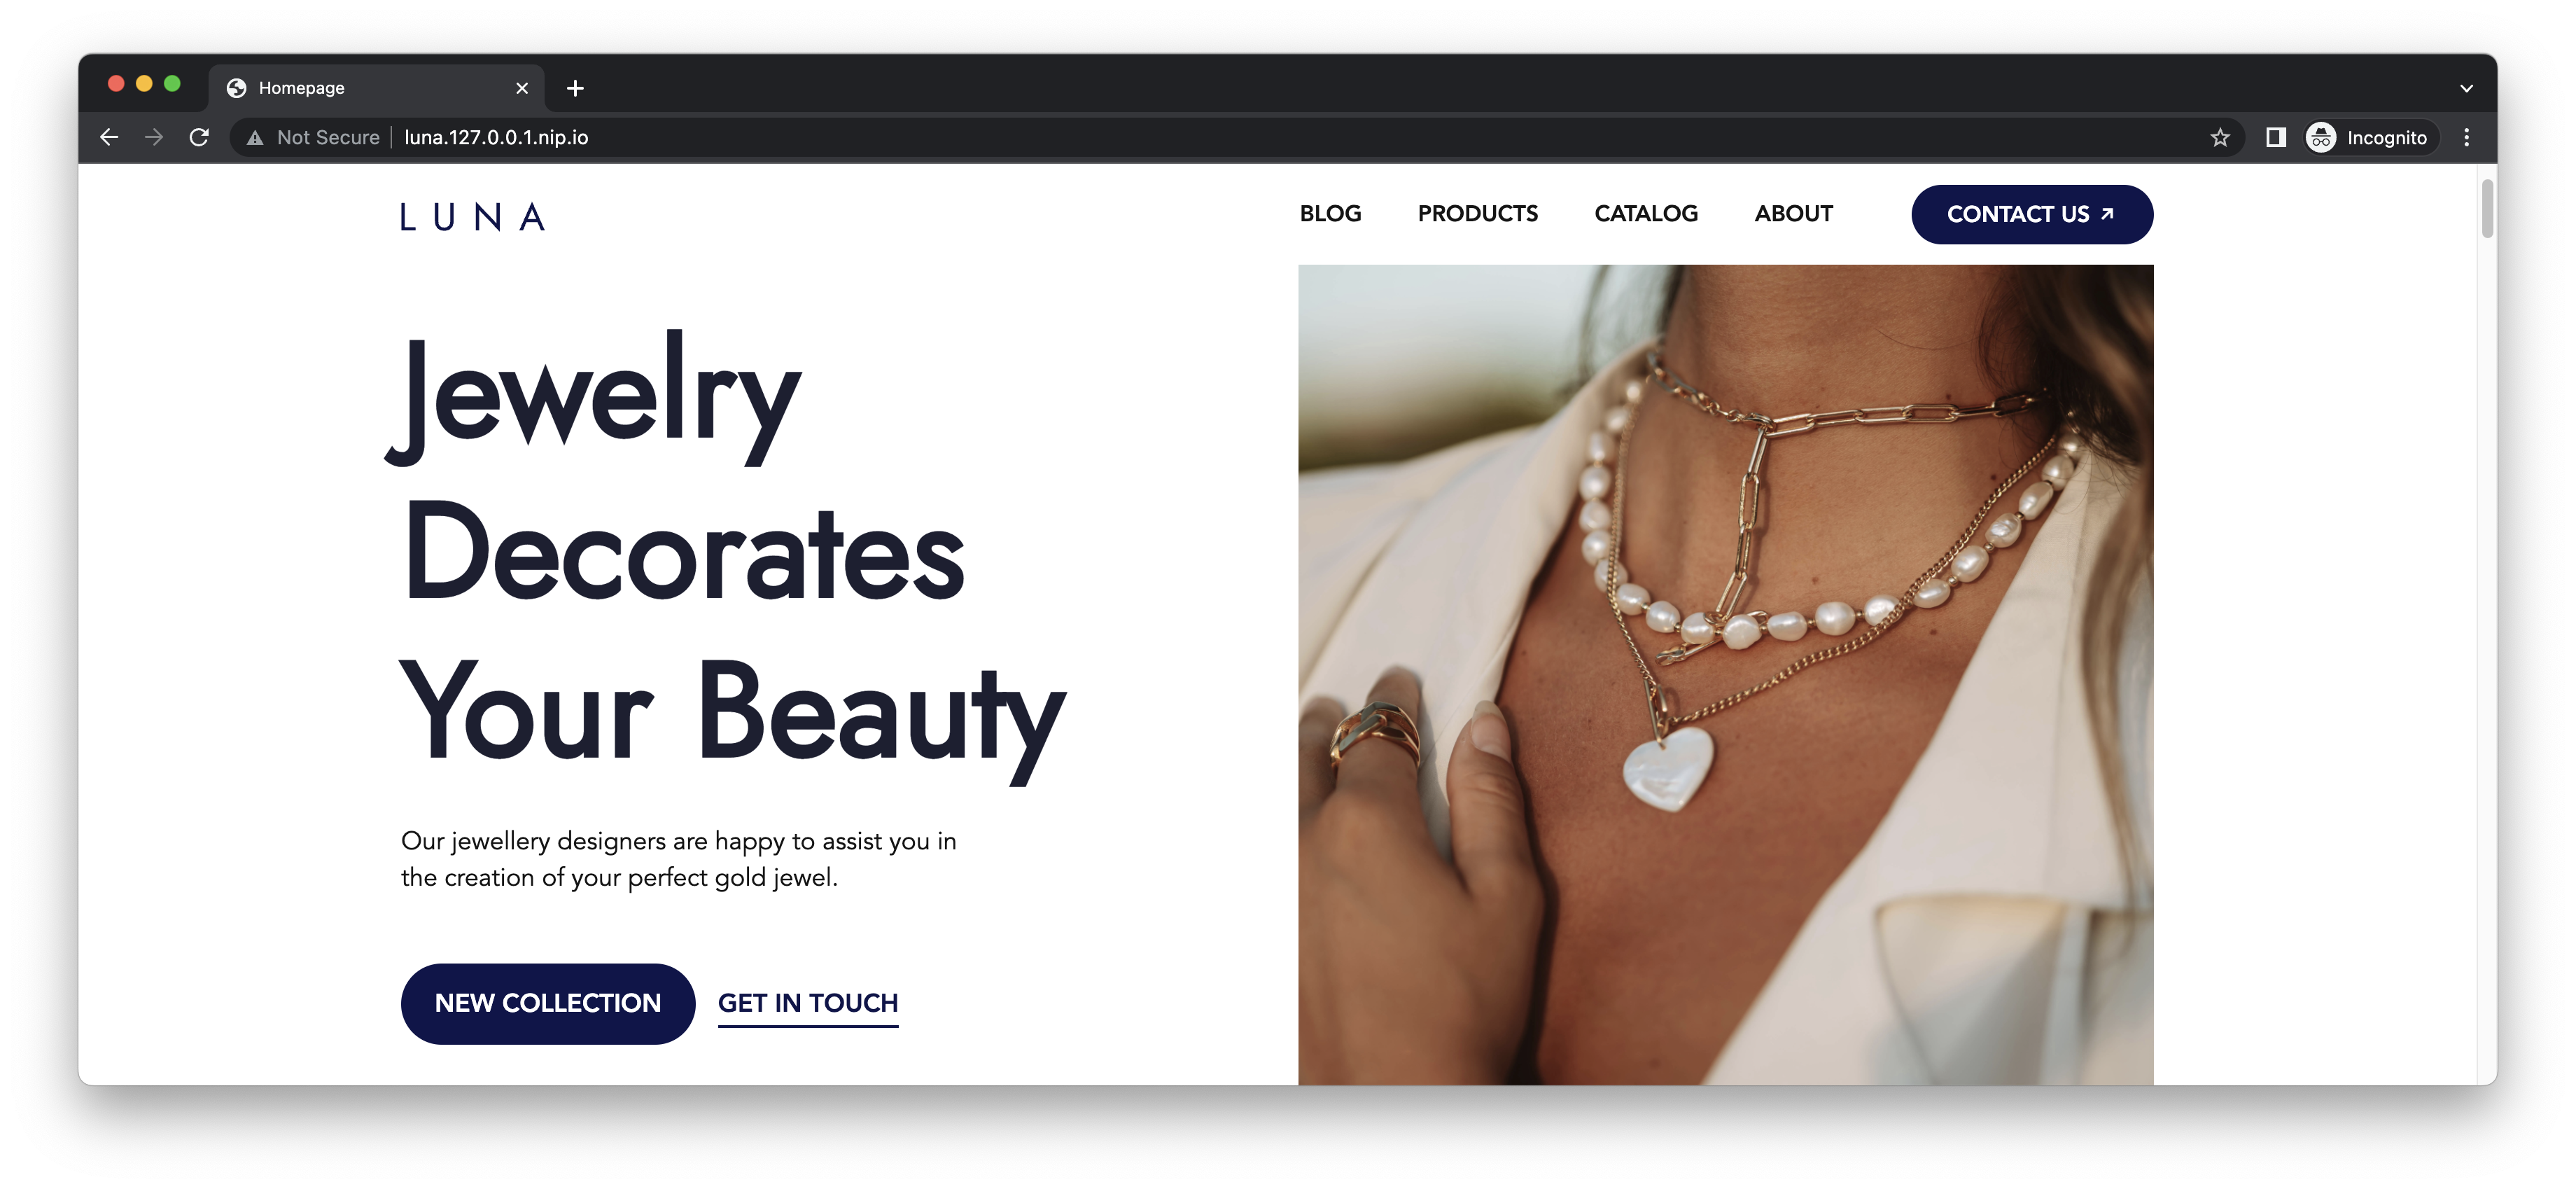 Homepage
Not Secure luna.127.0.0.1.nip.io
Incognito
LUNA
BLOG PRODUCTS CATALOG ABOUT CONTACT US
Jewelry
Decorates
Your Beauty
Our jewellery designers are happy to assist you in
the creation of your perfect gold jewel.
NEW COLLECTION GET IN TOUCH